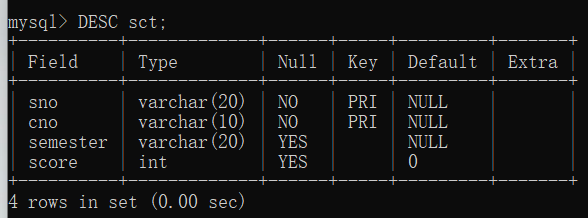 mysql> DESC sct;
+----------+-------------+------+-----+---------+-------+
| Field | Type | Null | Key | Default | Extra |
+----------+-------------+------+-----+---------+-------+
| sno | varchar(20) | NO | PRI | NULL | |
| cno | varchar(10) | NO | PRI | NULL | |
| semester | varchar(20) | YES | | NULL | |
| score | int | YES | | 0 | |
+----------+-------------+------+-----+---------+-------+
4 rows in set (0.00 sec)